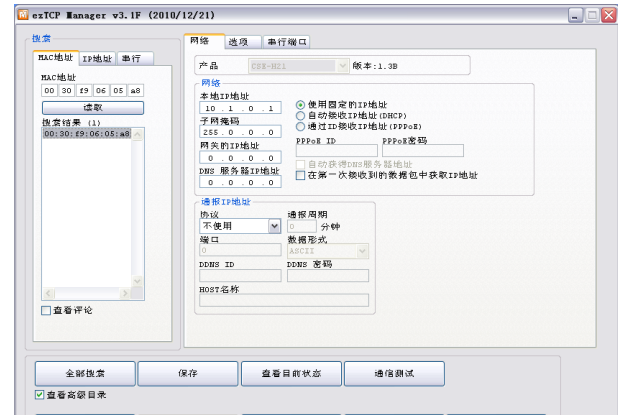 ezTCP Manager v3.1F (2010/12/21)
搜索
MAC地址 IP地址 串行
MAC地址
00 30 f9 06 05 a8
读取
搜索结果 (1)
00:30:f9:06:05:a8
查看评论
网络 选项 串行端口
产品 CSE-H21 版本:1.3B
网络
本地IP地址
10 . 1 . 0 . 1
子网掩码
255 . 0 . 0 . 0
网关的IP地址
0 . 0 . 0 . 0
DNS 服务器IP地址
0 . 0 . 0 . 0
使用固定的IP地址
自动接收IP地址(DHCP)
通过ID接收IP地址(PPPoE)
PPPoE ID PPPoE密码
自动获得DNS服务器地址
在第一次接收到的数据包中获取IP地址
通报IP地址
协议 通报周期
不使用 0 分钟
端口 数据形式
0 ASCII
DDNS ID DDNS 密码
HOST名称
全部搜索 保存 查看目前状态 通信测试
查看高级目录